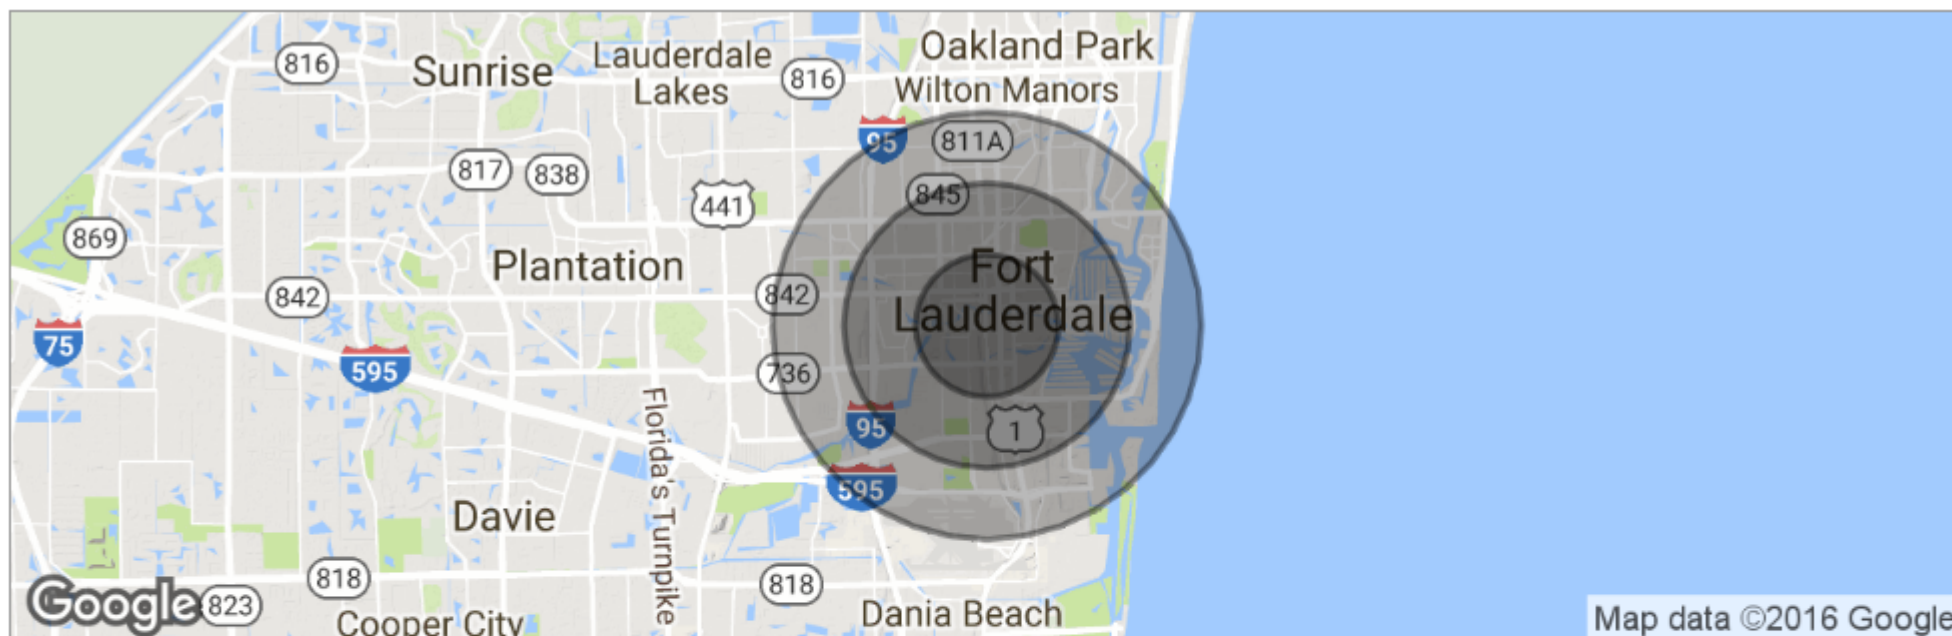 Oakland Park
Lauderdale
Lakes
816
Sunrise
816
Wilton Manors
95
811A
817
838
845
441
869
Plantation
Fort
Lauderdale
842
842
75
595
736
Florida's Turnpike
95
1
595
Davie
818
818
Google
823
Cooper City
Dania Beach
Map data ©2016 Google